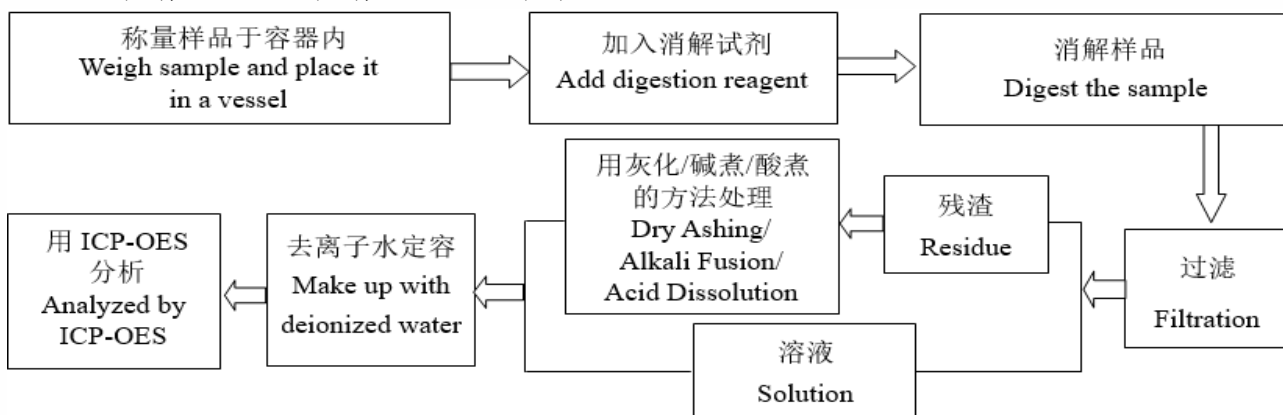 称量样品于容器内
Weigh sample and place it
in a vessel
加入消解试剂
Add digestion reagent
消解样品
Digest the sample
过滤
Filtration
残渣
Residue
用灰化/碱煮/酸煮
的方法处理
Dry Ashing/
Alkali Fusion/
Acid Dissolution
溶液
Solution
去离子水定容
Make up with
deionized water
用 ICP-OES
分析
Analyzed by
ICP-OES